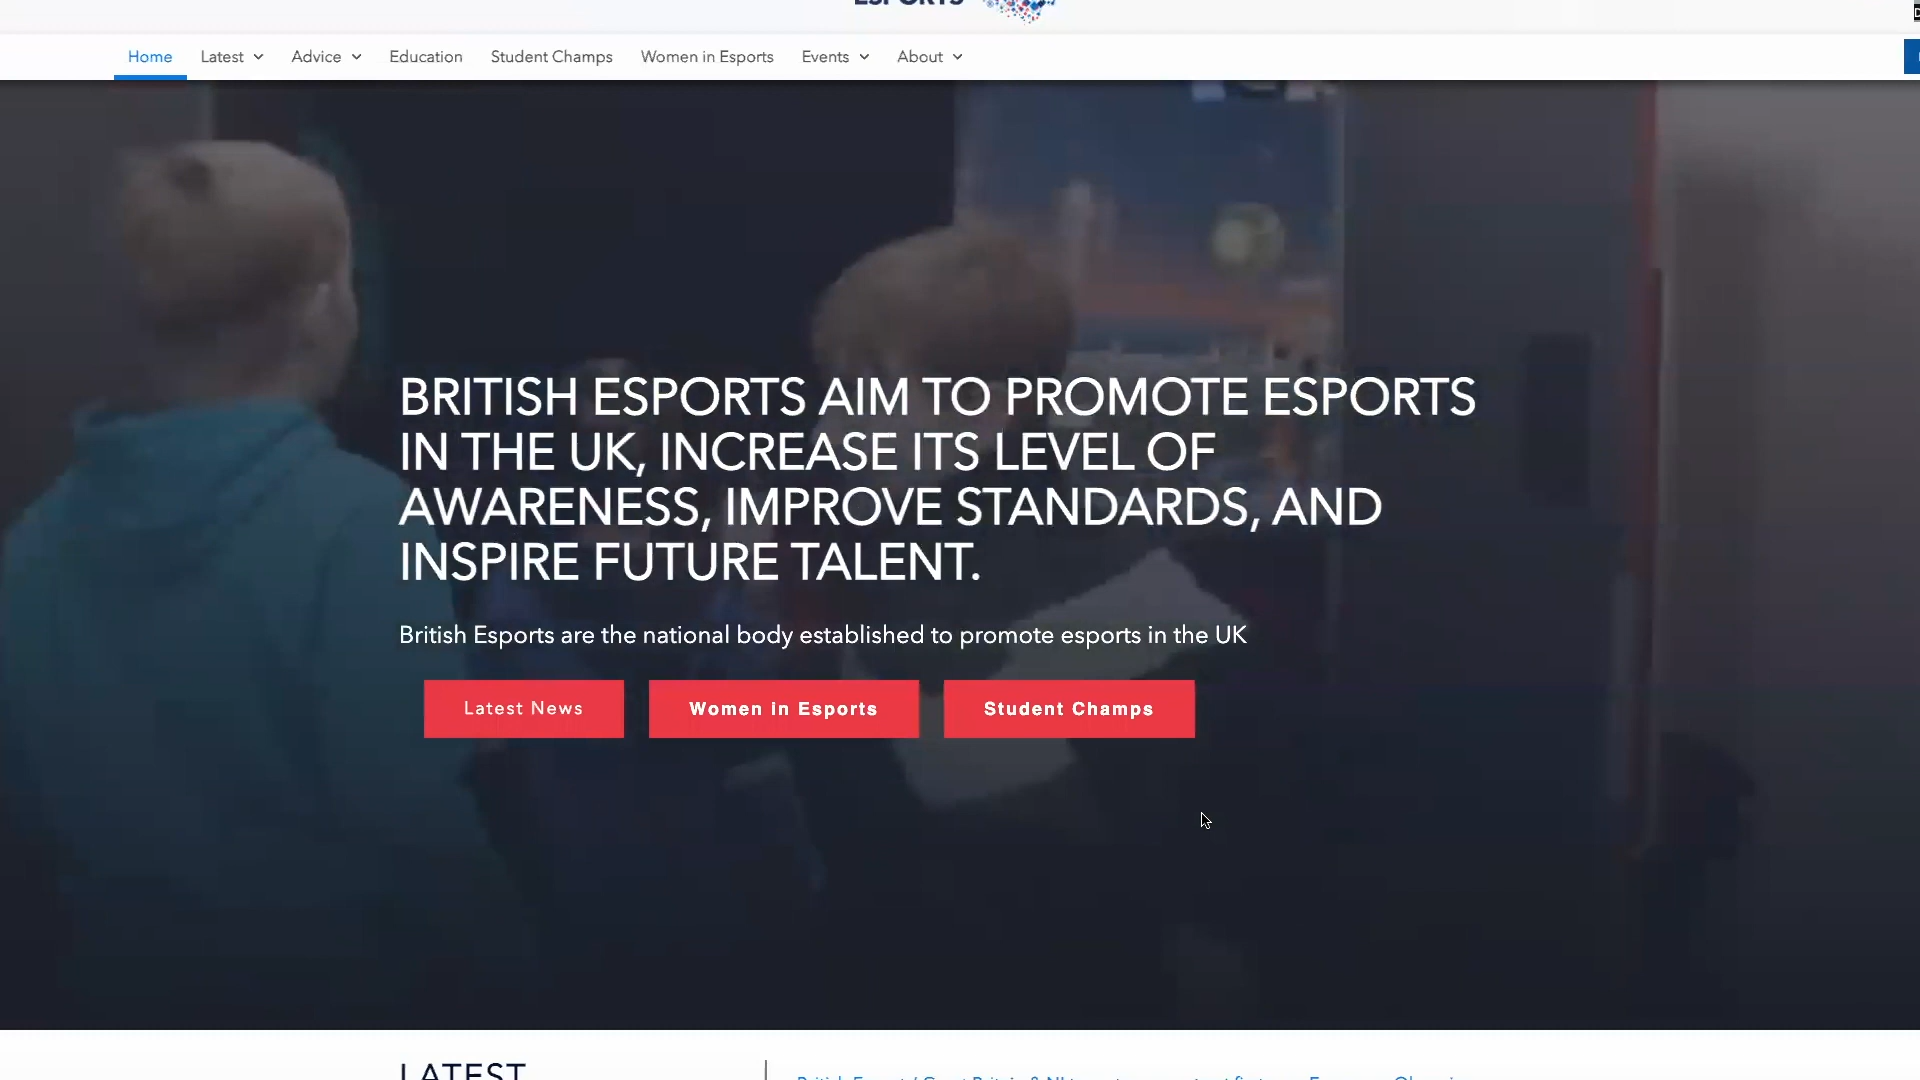 ESPORTS
Home Latest Advice Education Student Champs Women in Esports Events About
BRITISH ESPORTS AIM TO PROMOTE ESPORTS
IN THE UK, INCREASE ITS LEVEL OF
AWARENESS, IMPROVE STANDARDS, AND
INSPIRE FUTURE TALENT.
British Esports are the national body established to promote esports in the UK
Latest News Women in Esports Student Champs
LATEST